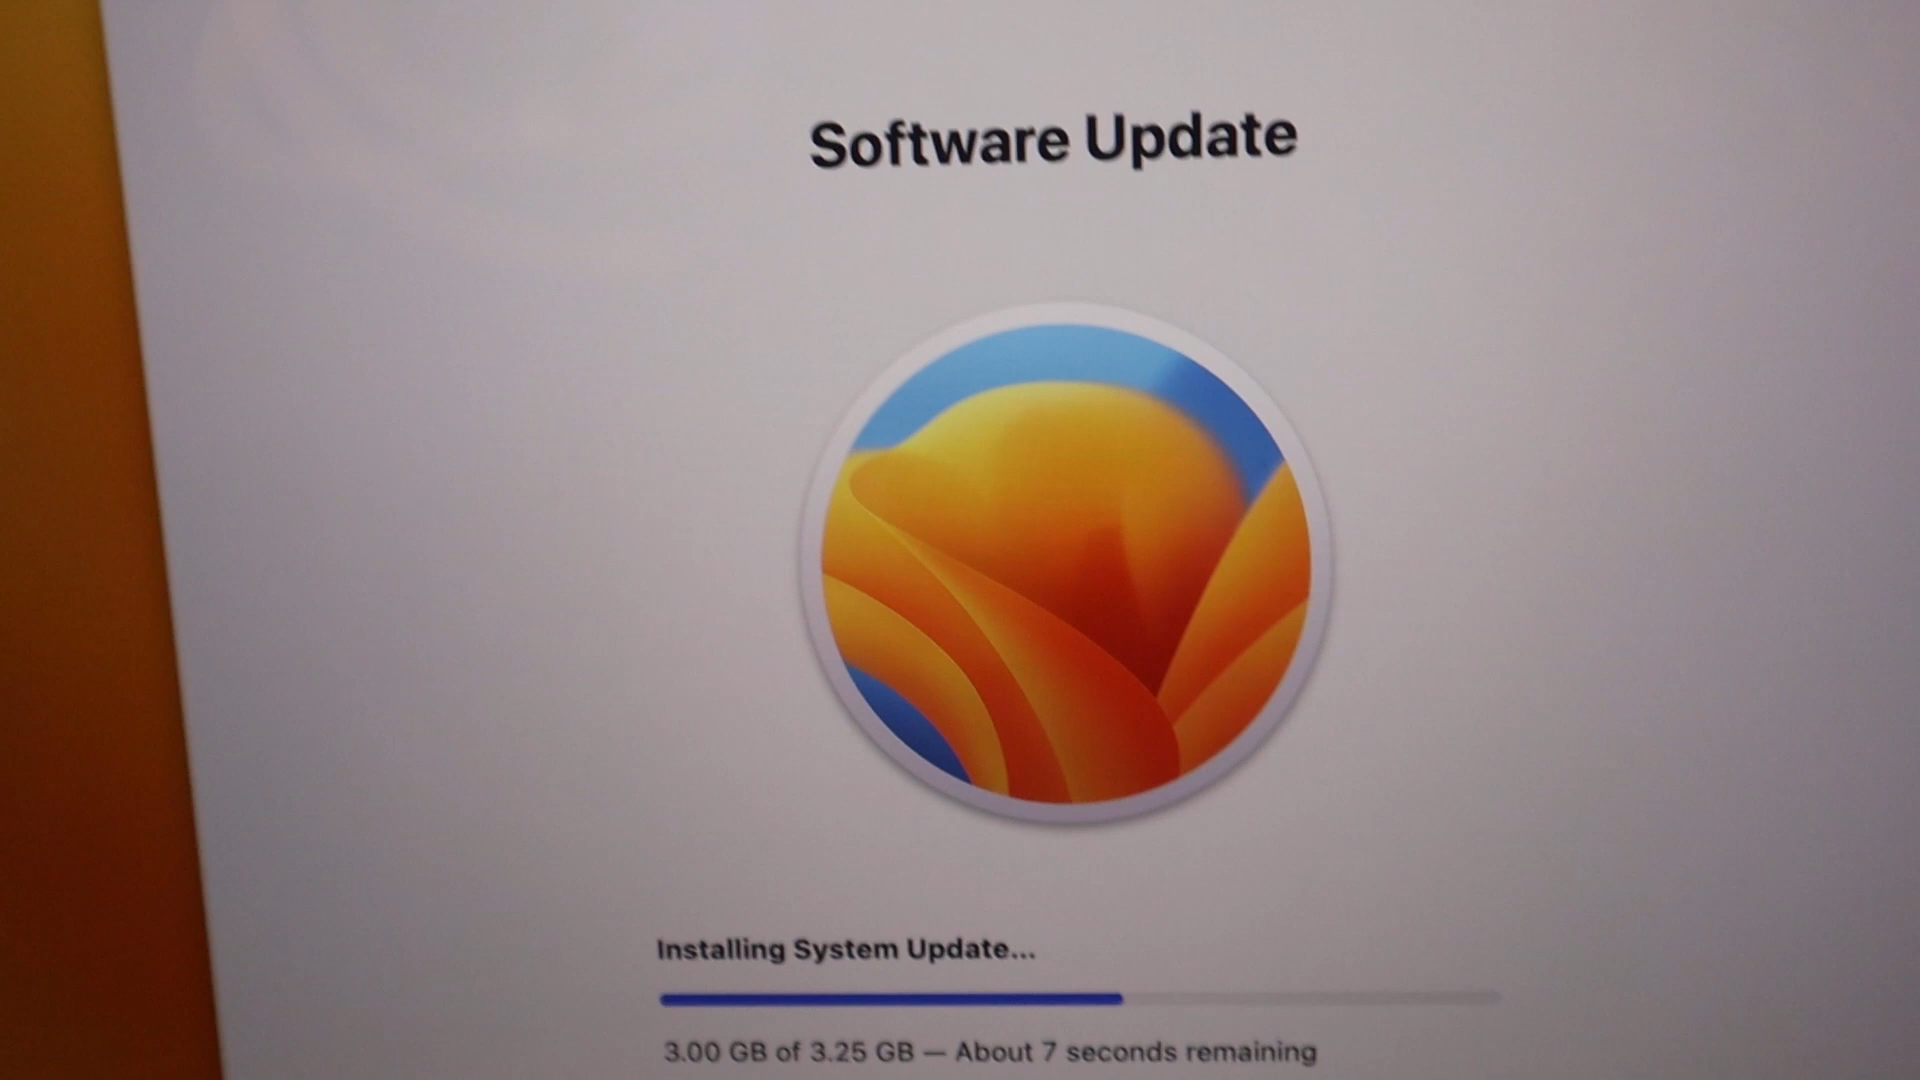 Software Update
Installing System Update...
3.00 GB of 3.25 GB — About 7 seconds remaining